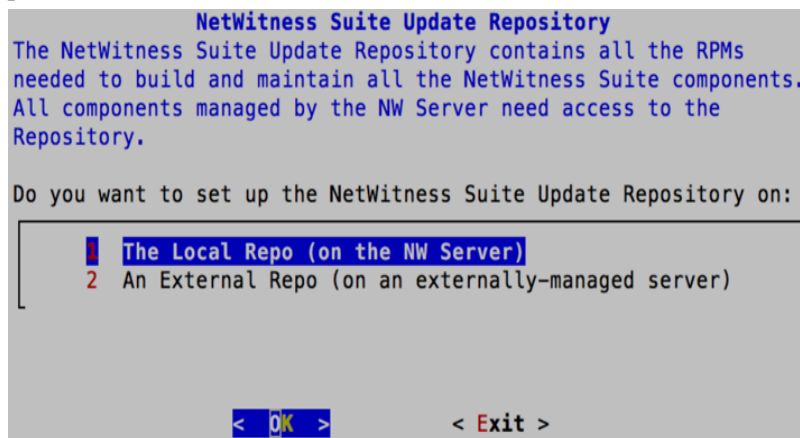 NetWitness Suite Update Repository
The NetWitness Suite Update Repository contains all the RPMs
needed to build and maintain all the NetWitness Suite components.
All components managed by the NW Server need access to the
Repository.
Do you want to set up the NetWitness Suite Update Repository on:
1 The Local Repo (on the NW Server)
2 An External Repo (on an externally-managed server)
< OK > < Exit >